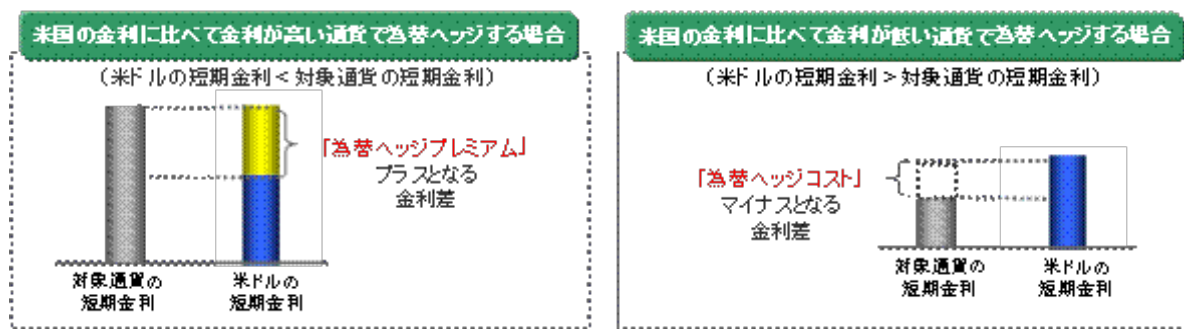 米国の金利に比べて金利が高い通貨で為替ヘッジする場合
（米ドルの短期金利＜対象通貨の短期金利）
「為替ヘッジプレミアム」
プラスとなる
金利差
対象通貨の
短期金利
米ドルの
短期金利
米国の金利に比べて金利が低い通貨で為替ヘッジする場合
（米ドルの短期金利＞対象通貨の短期金利）
「為替ヘッジコスト」
マイナスとなる
金利差
対象通貨の
短期金利
米ドルの
短期金利